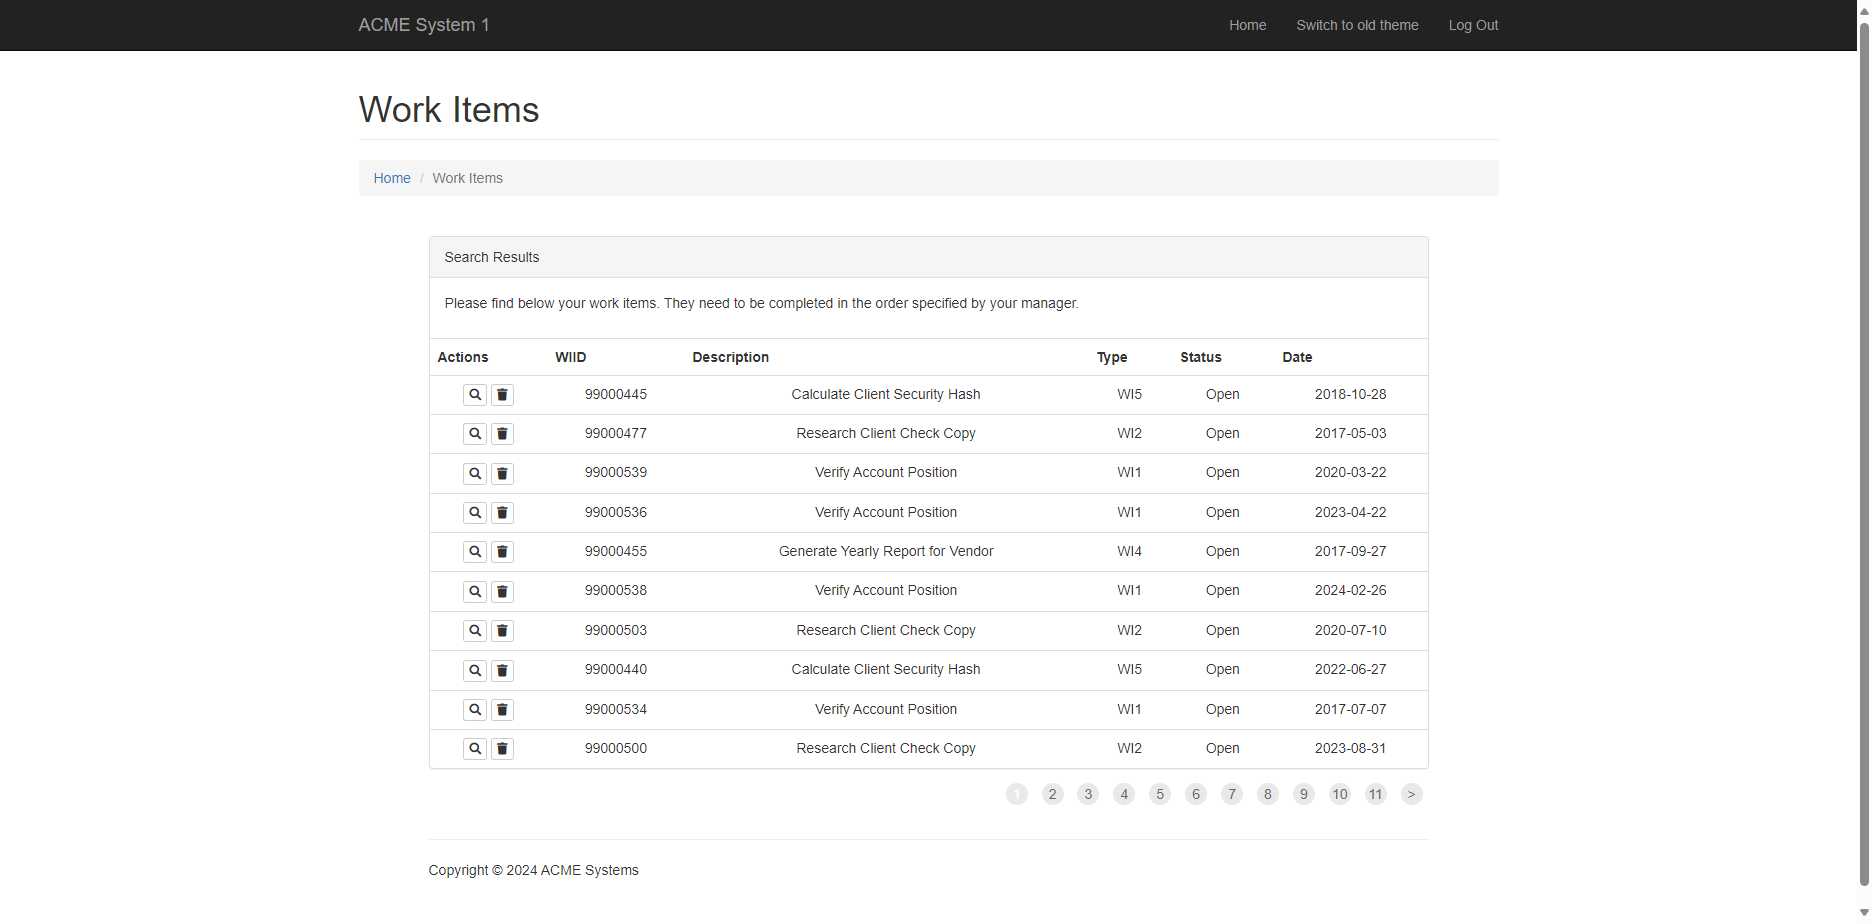 ACME System 1 Home Switch to old theme Log Out
Work Items
Home / Work Items
Search Results
Please find below your work items. They need to be completed in the order specified by your manager.
Actions WIID Description Type Status Date
99000445 Calculate Client Security Hash WI5 Open 2018-10-28
99000477 Research Client Check Copy WI2 Open 2017-05-03
99000539 Verify Account Position WI1 Open 2020-03-22
99000536 Verify Account Position WI1 Open 2023-04-22
99000455 Generate Yearly Report for Vendor WI4 Open 2017-09-27
99000538 Verify Account Position WI1 Open 2024-02-26
99000503 Research Client Check Copy WI2 Open 2020-07-10
99000440 Calculate Client Security Hash WI5 Open 2022-06-27
99000534 Verify Account Position WI1 Open 2017-07-07
99000500 Research Client Check Copy WI2 Open 2023-08-31
1 2 3 4 5 6 7 8 9 10 11 >
Copyright © 2024 ACME Systems